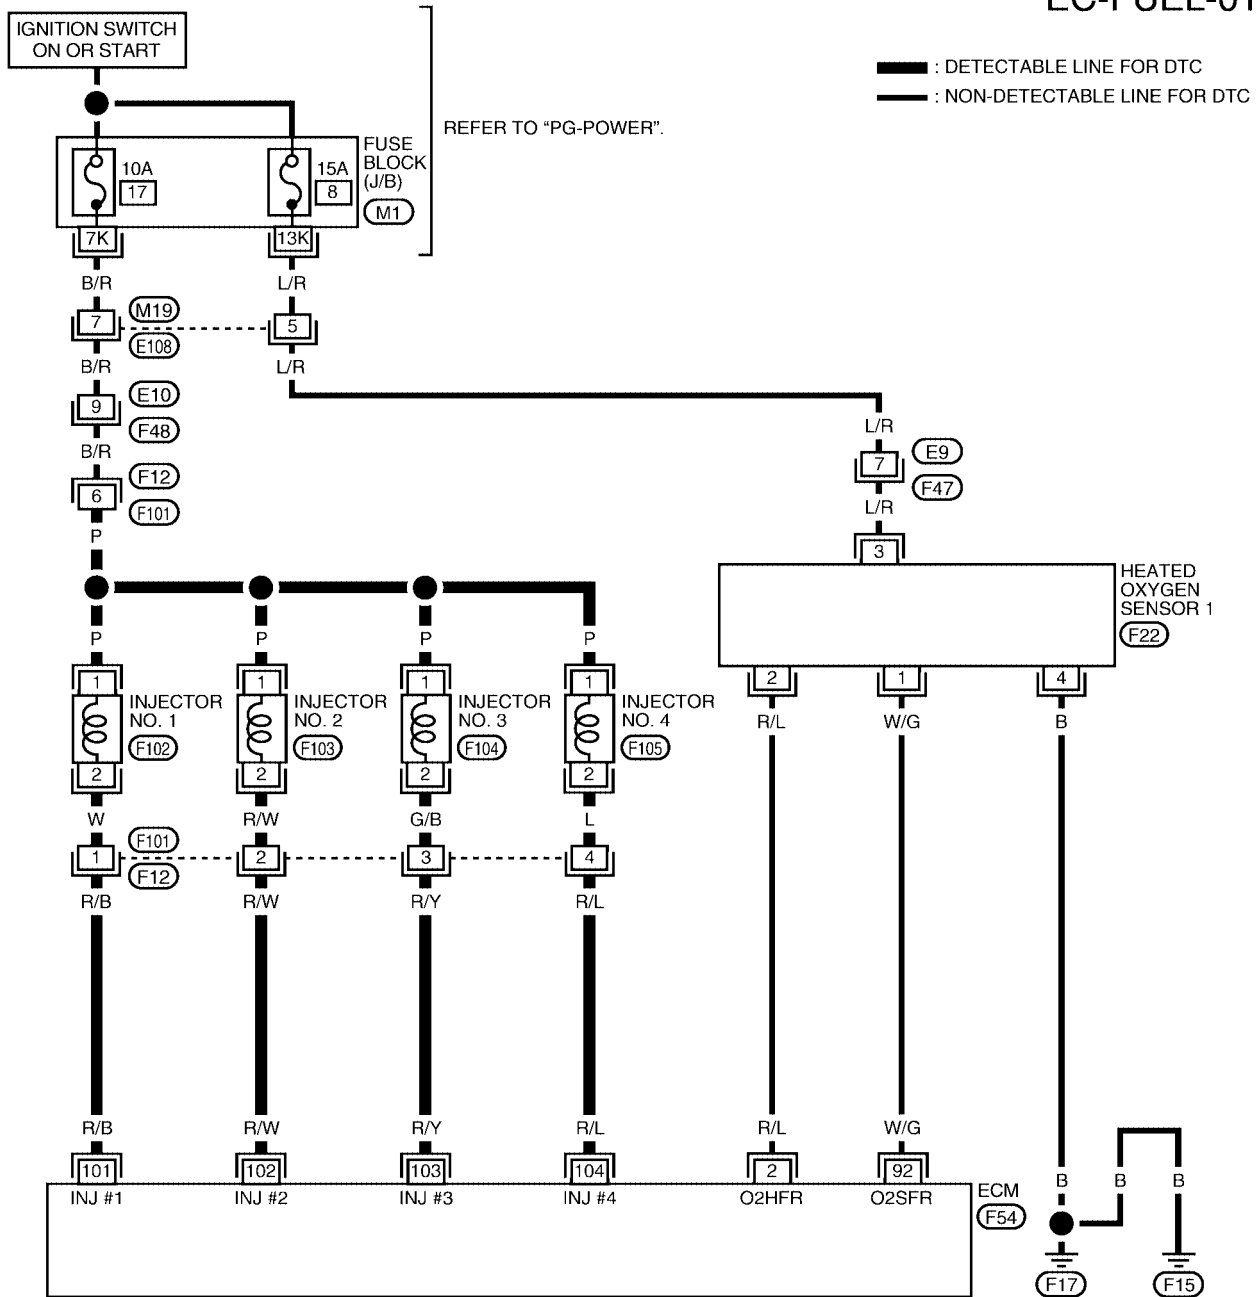 EC-FUEL-01
IGNITION SWITCH
ON OR START
: DETECTABLE LINE FOR DTC
: NON-DETECTABLE LINE FOR DTC
REFER TO “PG-POWER”.
10A
17
15A
8
FUSE
BLOCK
(J/B)
M1
7K
13K
B/R
L/R
7
M19
E108
5
B/R
L/R
9
E10
F48
B/R
6
F12
F101
P
L/R
7
E9
F47
L/R
3
HEATED
OXYGEN
SENSOR 1
F22
P
P
P
P
1
1
1
1
INJECTOR
NO. 1
F102
INJECTOR
NO. 2
F103
INJECTOR
NO. 3
F104
INJECTOR
NO. 4
F105
2
2
2
2
2
1
4
R/L
W/G
B
W
R/W
G/B
L
F101
F12
1
2
3
4
R/B
R/W
R/Y
R/L
R/B
R/W
R/Y
R/L
R/L
W/G
101
102
103
104
2
92
INJ #1
INJ #2
INJ #3
INJ #4
O2HFR
O2SFR
ECM
F54
B
B
B
F17
F15